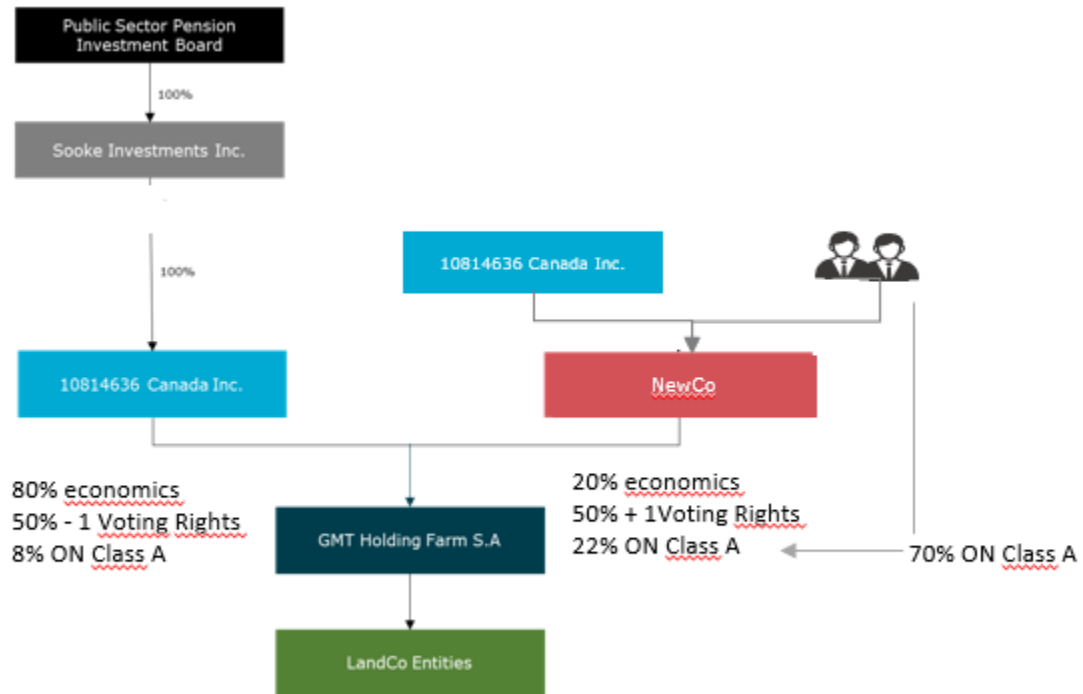 Public Sector Pension
Investment Board
100%
Sooke Investments Inc.
100%
10814636 Canada Inc.
10814636 Canada Inc.
NewCo
80% economics
50% - 1 Voting Rights
8% ON Class A
20% economics
50% + 1Voting Rights
22% ON Class A
70% ON Class A
GMT Holding Farm S.A
LandCo Entities